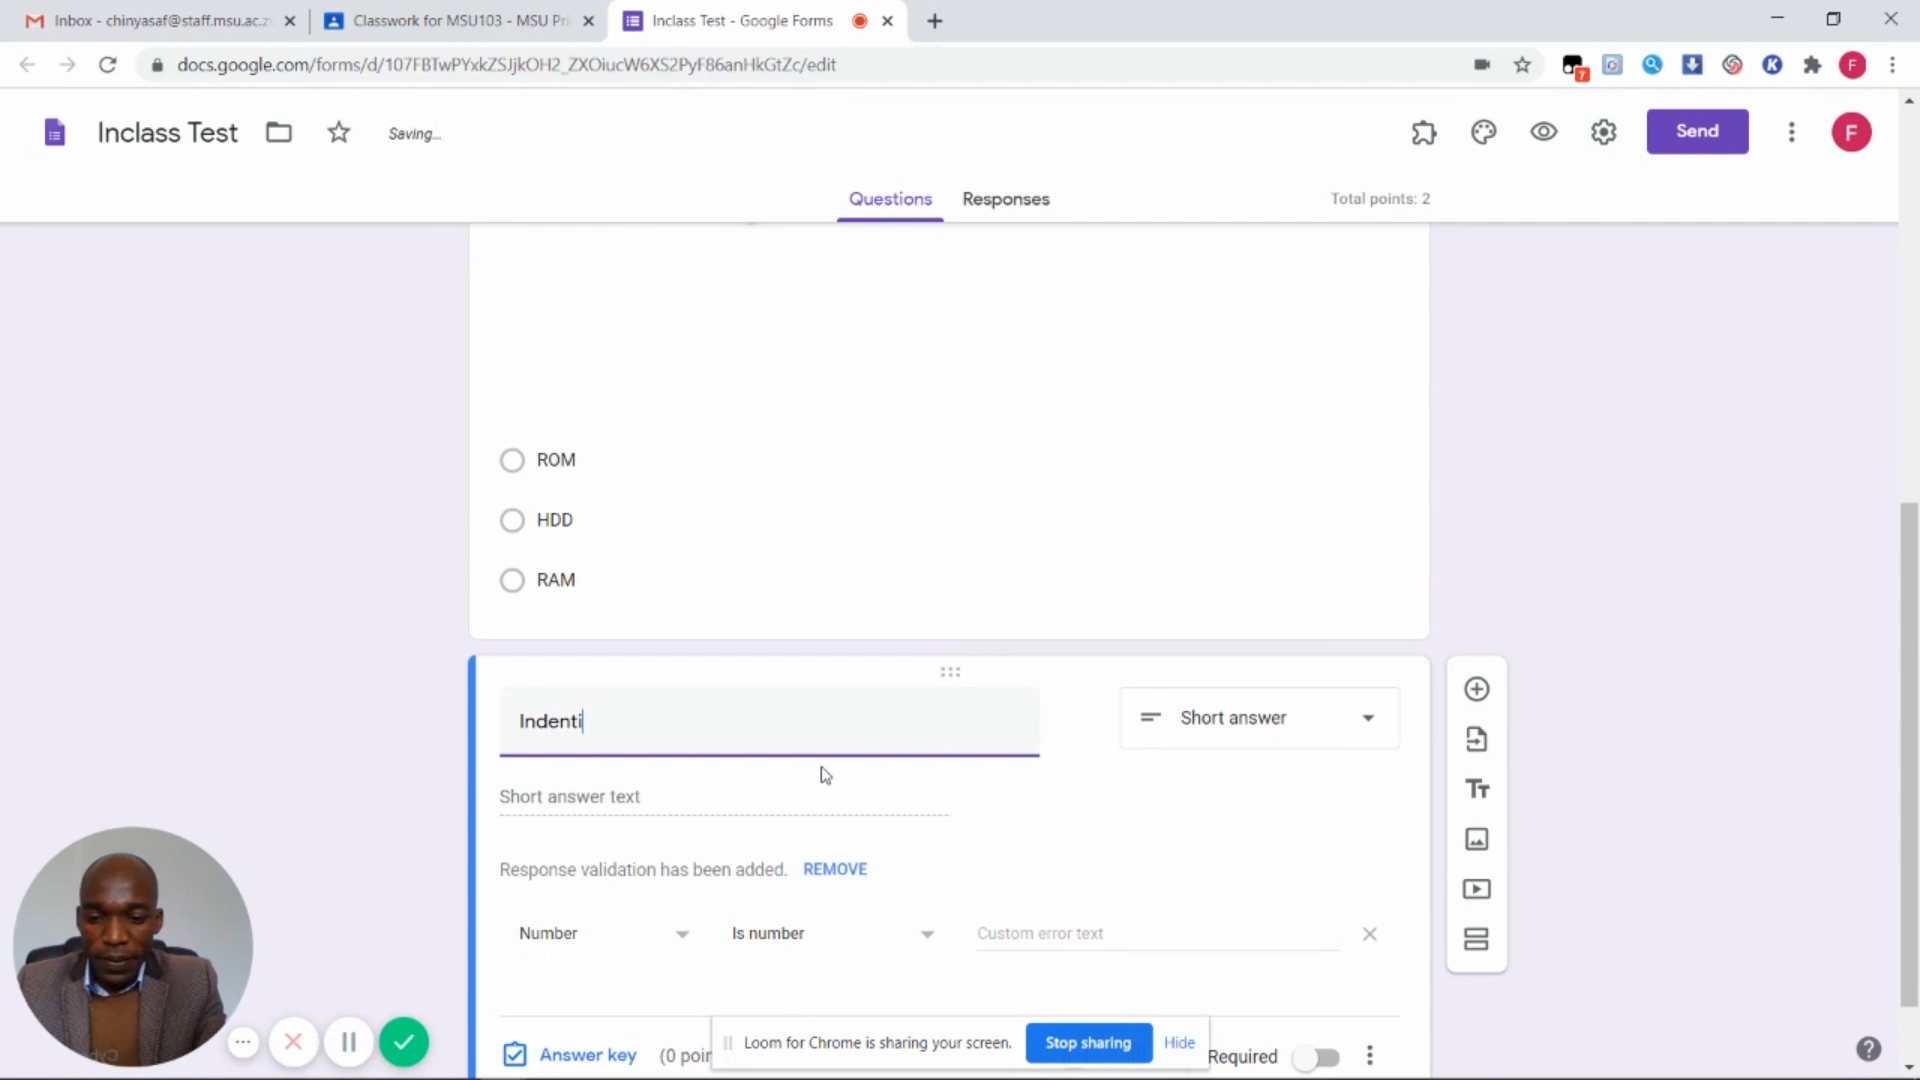 Inbox - chinyasaf@staff.msu.ac.z
Classwork for MSU103 - MSU Pri
Inclass Test - Google Forms
docs.google.com/forms/d/107FBTwPYxkZSJjkOH2_ZXOiucW6XS2PyF86anHkGtZc/edit
7
K
F
Inclass Test
Saving...
Send
F
Questions
Responses
Total points: 2
ROM
HDD
RAM
Indenti
Short answer
Short answer text
Response validation has been added. REMOVE
Number
Is number
Custom error text
Answer key (0 poin
Loom for Chrome is sharing your screen.
Stop sharing
Hide
Required